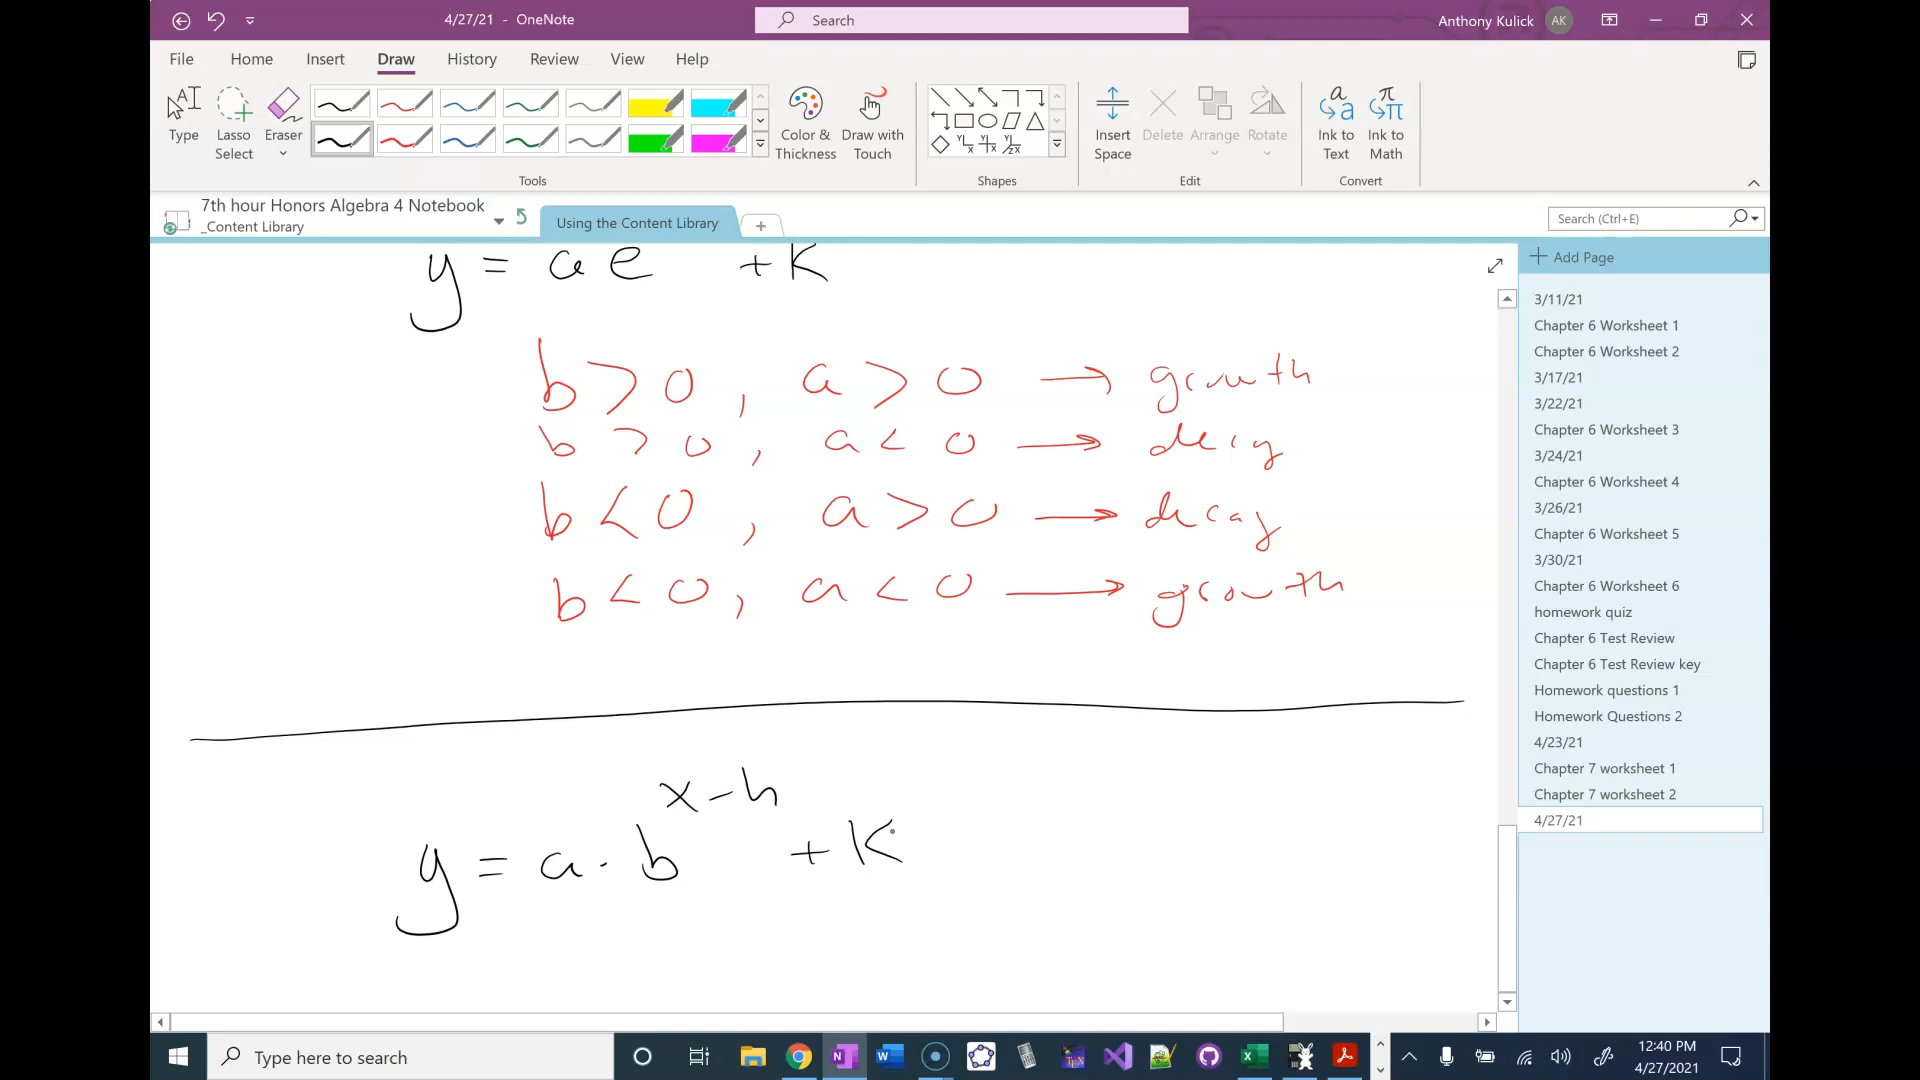 4/27/21 - OneNote
Search
Anthony Kulick
AK
File Home Insert Draw History Review View Help
Type
Lasso Select
Eraser
Color & Thickness
Draw with Touch
Insert Space
Delete
Arrange
Rotate
Ink to Text
Ink to Math
Tools
Shapes
Edit
Convert
7th hour Honors Algebra 4 Notebook
_Content Library
Using the Content Library
Search (Ctrl+E)
Add Page
3/11/21
Chapter 6 Worksheet 1
Chapter 6 Worksheet 2
3/17/21
3/22/21
Chapter 6 Worksheet 3
3/24/21
Chapter 6 Worksheet 4
3/26/21
Chapter 6 Worksheet 5
3/30/21
Chapter 6 Worksheet 6
homework quiz
Chapter 6 Test Review
Chapter 6 Test Review key
Homework questions 1
Homework Questions 2
4/23/21
Chapter 7 worksheet 1
Chapter 7 worksheet 2
4/27/21
y = a e + k
b > 0 , a > 0 → growth
b > 0 , a < 0 → decay
b < 0 , a > 0 → decay
b < 0 , a < 0 → growth
y = a · b^(x-h) + k
Type here to search
12:40 PM
4/27/2021